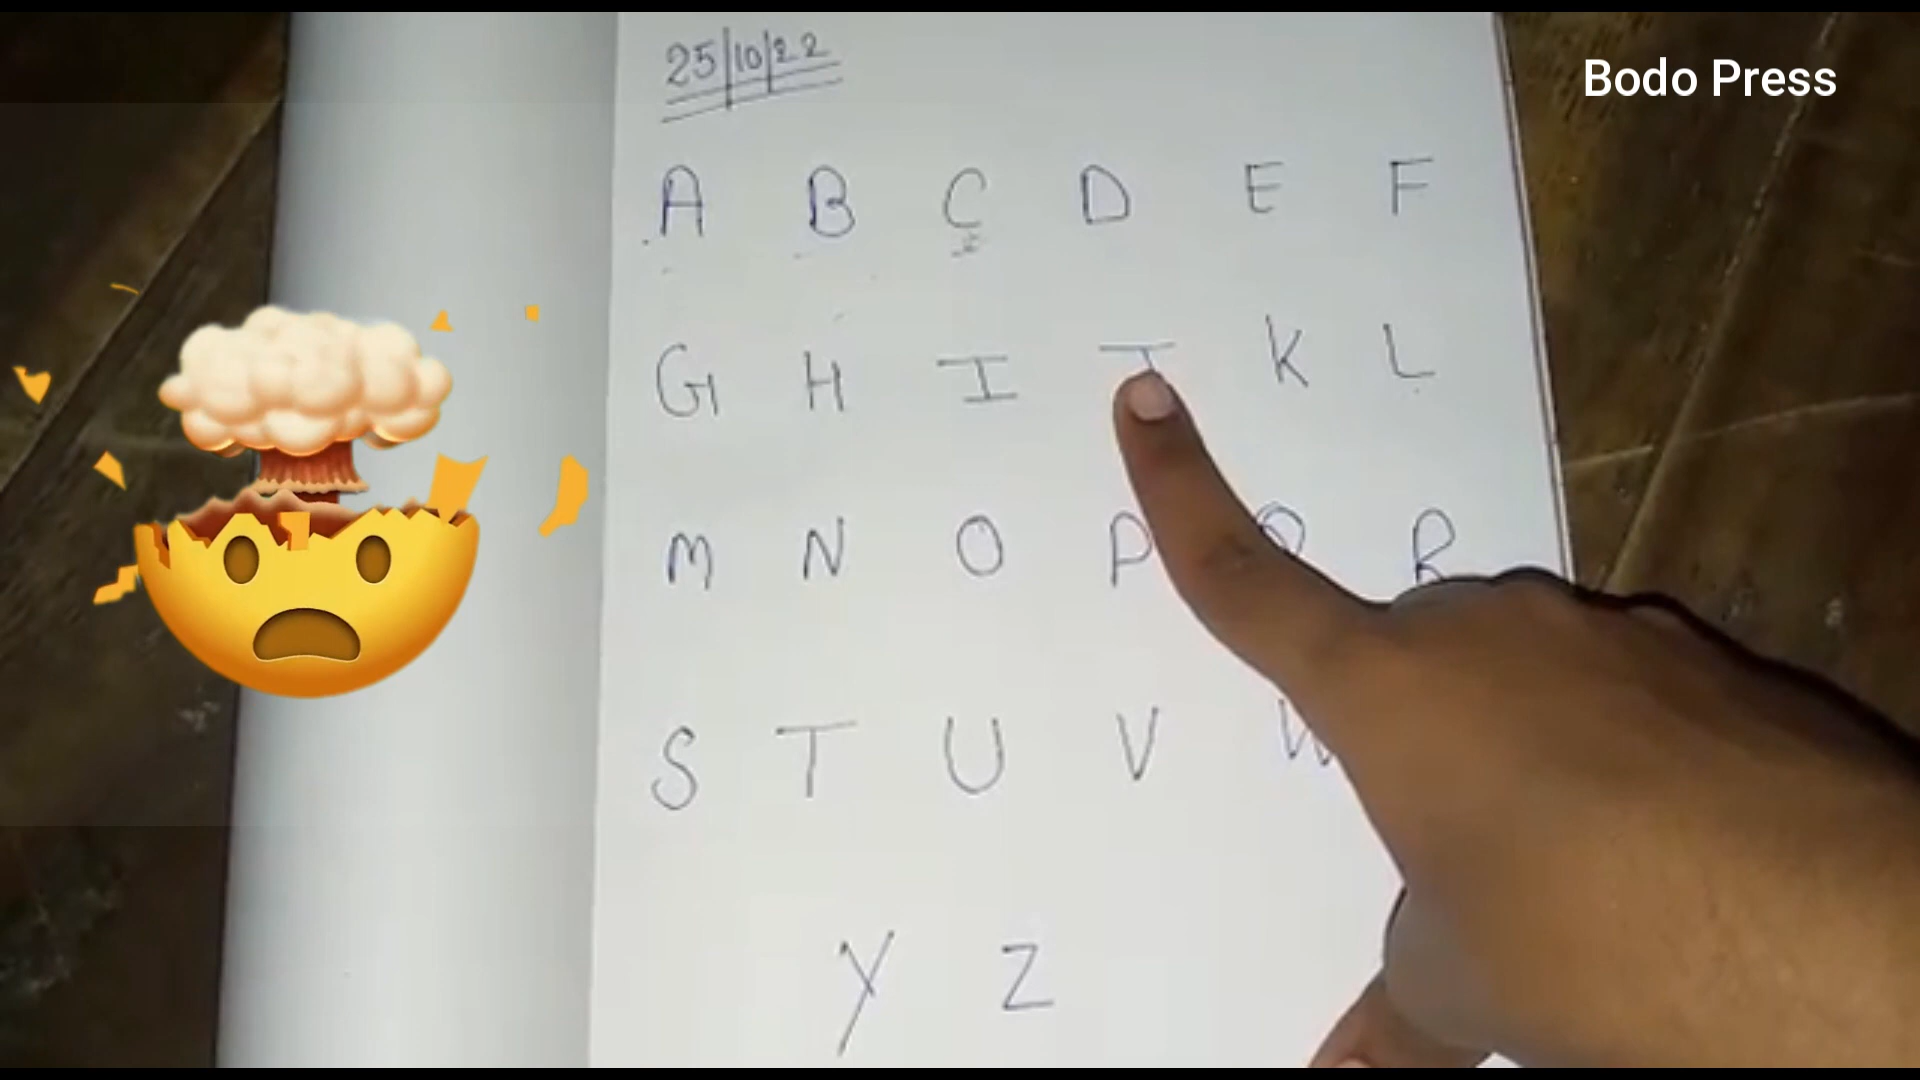 Bodo Press
25/10/22
A B C D E F
G H I J K L
M N O P Q R
S T U V W
Y Z